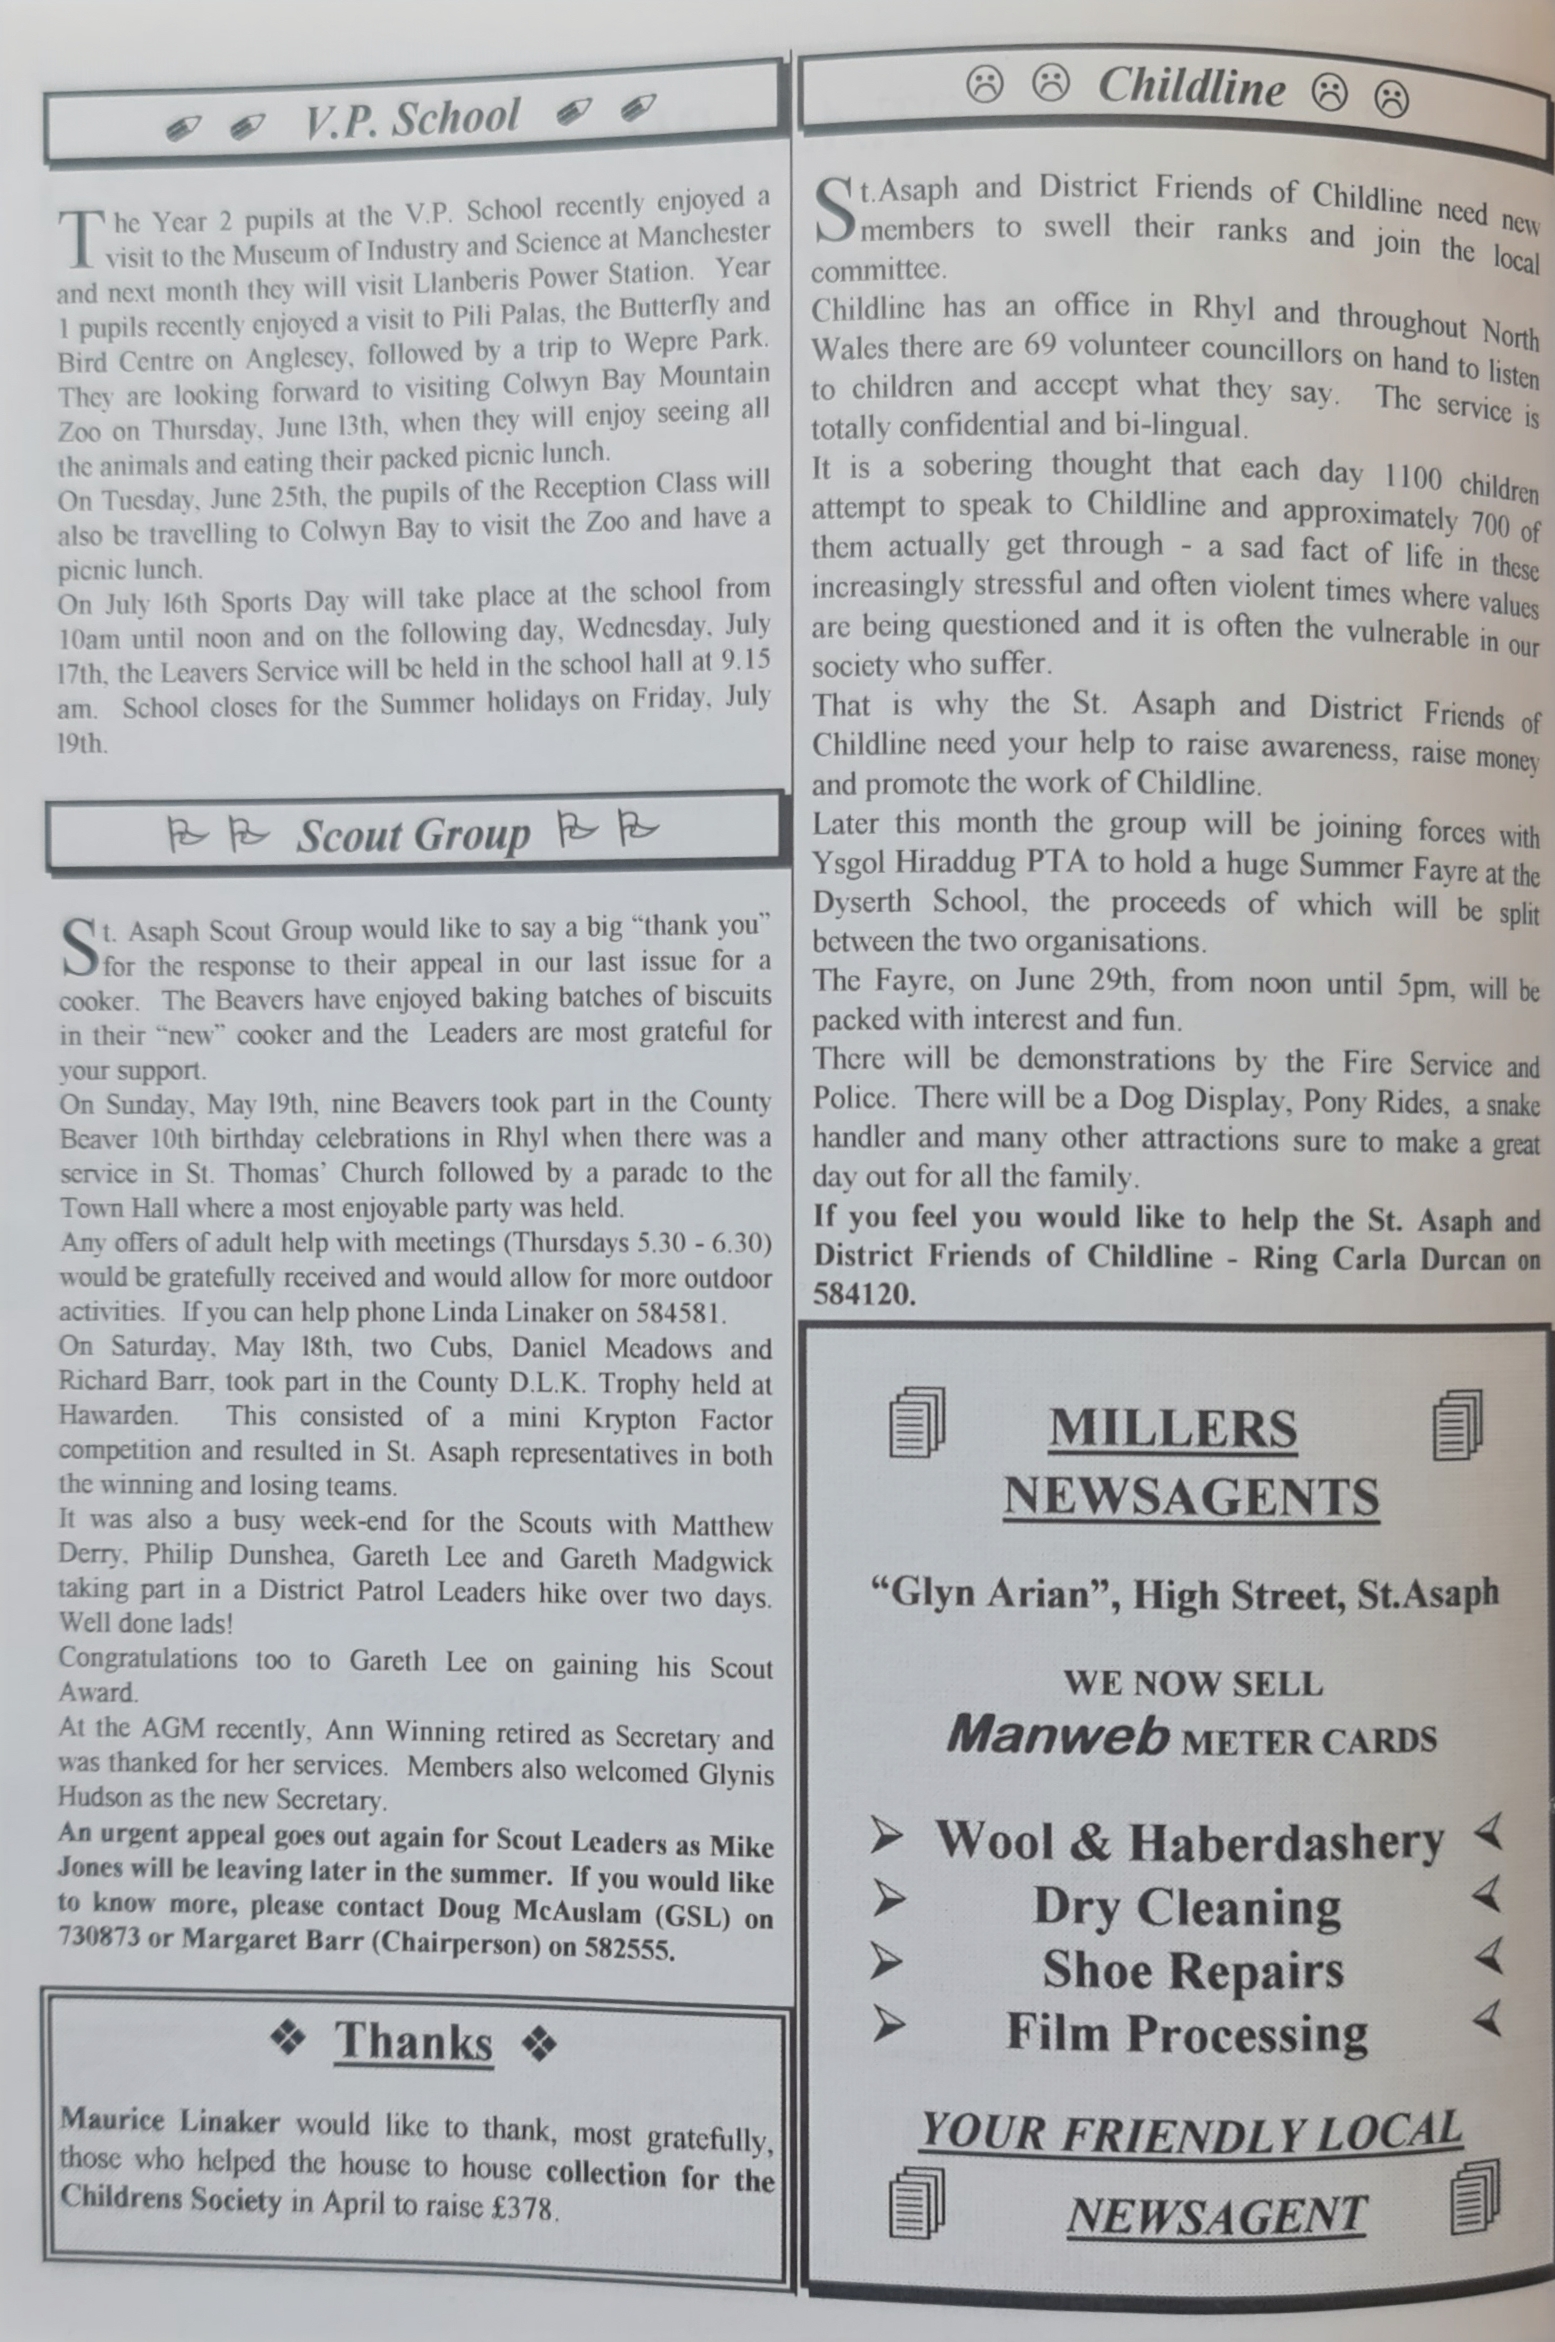 V.P. School
The Year 2 pupils at the V.P. School recently enjoyed a
visit to the Museum of Industry and Science at Manchester
and next month they will visit Llanberis Power Station. Year
1 pupils recently enjoyed a visit to Pili Palas, the Butterfly and
Bird Centre on Anglesey, followed by a trip to Wepre Park.
They are looking forward to visiting Colwyn Bay Mountain
Zoo on Thursday, June 13th, when they will enjoy seeing all
the animals and eating their packed picnic lunch.
On Tuesday, June 25th, the pupils of the Reception Class will
also be travelling to Colwyn Bay to visit the Zoo and have a
picnic lunch.
On July 16th Sports Day will take place at the school from
10am until noon and on the following day, Wednesday, July
17th, the Leavers Service will be held in the school hall at 9.15
am. School closes for the Summer holidays on Friday, July
19th.
Scout Group
St. Asaph Scout Group would like to say a big “thank you”
for the response to their appeal in our last issue for a
cooker. The Beavers have enjoyed baking batches of biscuits
in their “new” cooker and the Leaders are most grateful for
your support.
On Sunday, May 19th, nine Beavers took part in the County
Beaver 10th birthday celebrations in Rhyl when there was a
service in St. Thomas’ Church followed by a parade to the
Town Hall where a most enjoyable party was held.
Any offers of adult help with meetings (Thursdays 5.30 - 6.30)
would be gratefully received and would allow for more outdoor
activities. If you can help phone Linda Linaker on 584581.
On Saturday, May 18th, two Cubs, Daniel Meadows and
Richard Barr, took part in the County D.L.K. Trophy held at
Hawarden. This consisted of a mini Krypton Factor
competition and resulted in St. Asaph representatives in both
the winning and losing teams.
It was also a busy week-end for the Scouts with Matthew
Derry, Philip Dunshea, Gareth Lee and Gareth Madgwick
taking part in a District Patrol Leaders hike over two days.
Well done lads!
Congratulations too to Gareth Lee on gaining his Scout
Award.
At the AGM recently, Ann Winning retired as Secretary and
was thanked for her services. Members also welcomed Glynis
Hudson as the new Secretary.
An urgent appeal goes out again for Scout Leaders as Mike
Jones will be leaving later in the summer. If you would like
to know more, please contact Doug McAuslam (GSL) on
730873 or Margaret Barr (Chairperson) on 582555.
Thanks
Maurice Linaker would like to thank, most gratefully,
those who helped the house to house collection for the
Childrens Society in April to raise £378.
Childline
St.Asaph and District Friends of Childline need new
members to swell their ranks and join the local
committee.
Childline has an office in Rhyl and throughout North
Wales there are 69 volunteer councillors on hand to listen
to children and accept what they say. The service is
totally confidential and bi-lingual.
It is a sobering thought that each day 1100 children
attempt to speak to Childline and approximately 700 of
them actually get through - a sad fact of life in these
increasingly stressful and often violent times where values
are being questioned and it is often the vulnerable in our
society who suffer.
That is why the St. Asaph and District Friends of
Childline need your help to raise awareness, raise money
and promote the work of Childline.
Later this month the group will be joining forces with
Ysgol Hiraddug PTA to hold a huge Summer Fayre at the
Dyserth School, the proceeds of which will be split
between the two organisations.
The Fayre, on June 29th, from noon until 5pm, will be
packed with interest and fun.
There will be demonstrations by the Fire Service and
Police. There will be a Dog Display, Pony Rides, a snake
handler and many other attractions sure to make a great
day out for all the family.
If you feel you would like to help the St. Asaph and
District Friends of Childline - Ring Carla Durcan on
584120.
MILLERS
NEWSAGENTS
“Glyn Arian”, High Street, St.Asaph
WE NOW SELL
Manweb METER CARDS
Wool & Haberdashery
Dry Cleaning
Shoe Repairs
Film Processing
YOUR FRIENDLY LOCAL
NEWSAGENT